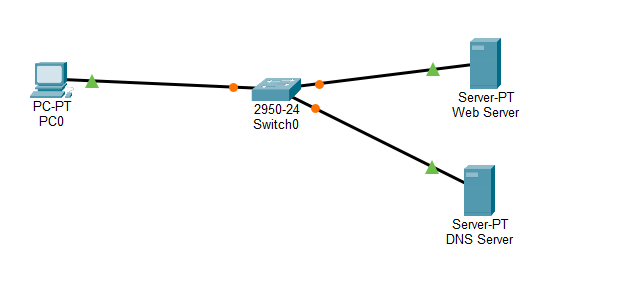 PC-PT
PC0
2950-24
Switch0
Server-PT
Web Server
Server-PT
DNS Server